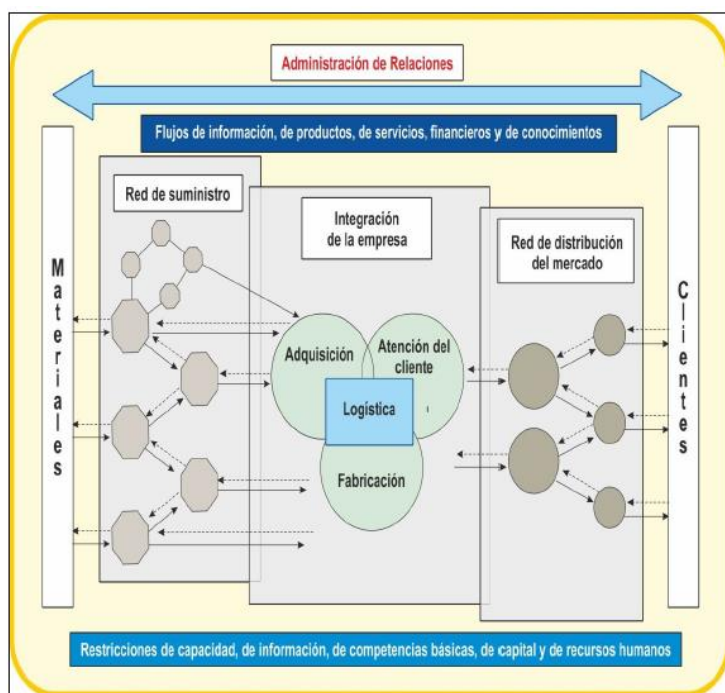 Administración de Relaciones
Flujos de información, de productos, de servicios, financieros y de conocimientos
Materiales
Red de suministro
Integración
de la empresa
Red de distribución
del mercado
Clientes
Adquisición
Atención del
cliente
Logística
Fabricación
Restricciones de capacidad, de información, de competencias básicas, de capital y de recursos humanos